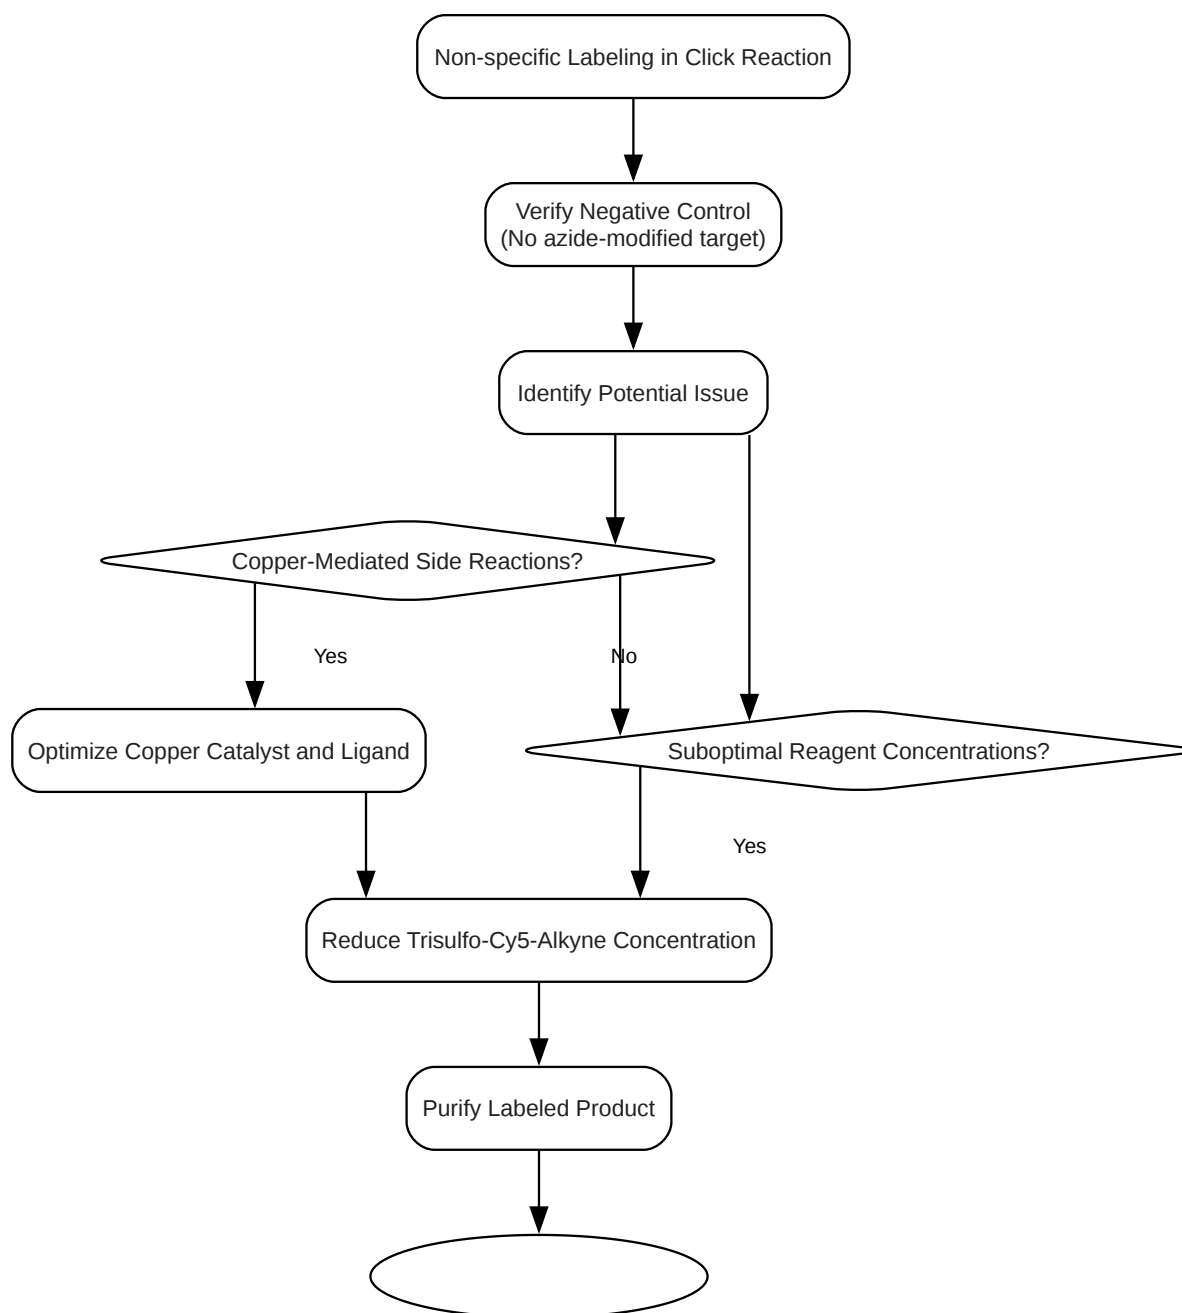 Non-specific Labeling in Click Reaction
Verify Negative Control
(No azide-modified target)
Identify Potential Issue
Copper-Mediated Side Reactions?
Yes
No
Optimize Copper Catalyst and Ligand
Suboptimal Reagent Concentrations?
Yes
Reduce Trisulfo-Cy5-Alkyne Concentration
Purify Labeled Product